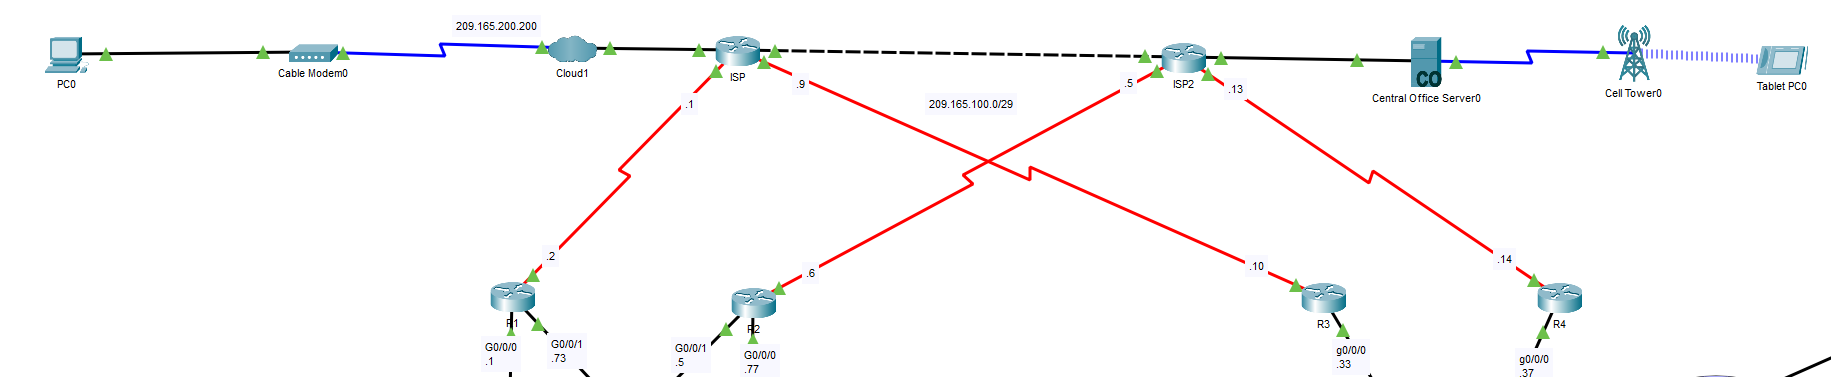 209.165.200.200
PC0
Cable Modem0
Cloud1
ISP
ISP2
CO
Central Office Server0
Cell Tower0
Tablet PC0
.1
.9
209.165.100.0/29
.5
.13
.2
.6
.10
.14
R1
R2
R3
R4
G0/0/0
.1
G0/0/1
.73
G0/0/1
.5
G0/0/0
.77
g0/0/0
.33
g0/0/0
.37